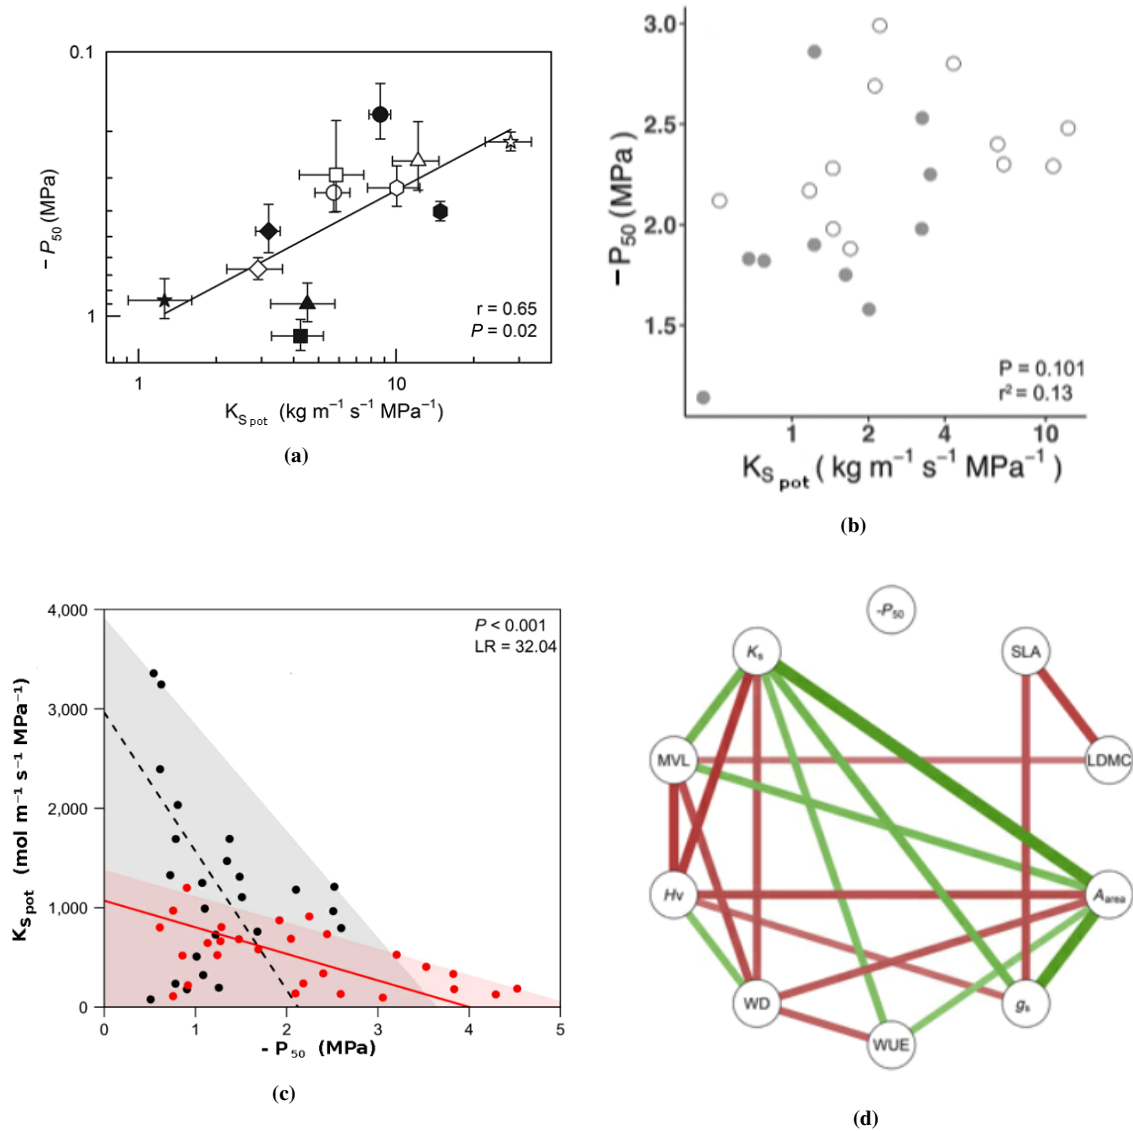 0.1
1
− P50 (MPa)
r = 0.65
P = 0.02
1
10
KS pot (kg m−1 s−1 MPa−1)
(a)
3.0
2.5
2.0
1.5
− P50 (MPa)
P = 0.101
r2 = 0.13
1
2
4
10
KS pot ( kg m−1 s−1 MPa−1 )
(b)
4,000
3,000
2,000
1,000
0
KS pot (mol m−1 s−1 MPa−1)
P < 0.001
LR = 32.04
0
1
2
3
4
5
- P50 (MPa)
(c)
-P50
Ks
SLA
MVL
LDMC
Hv
Aarea
WD
gs
WUE
(d)